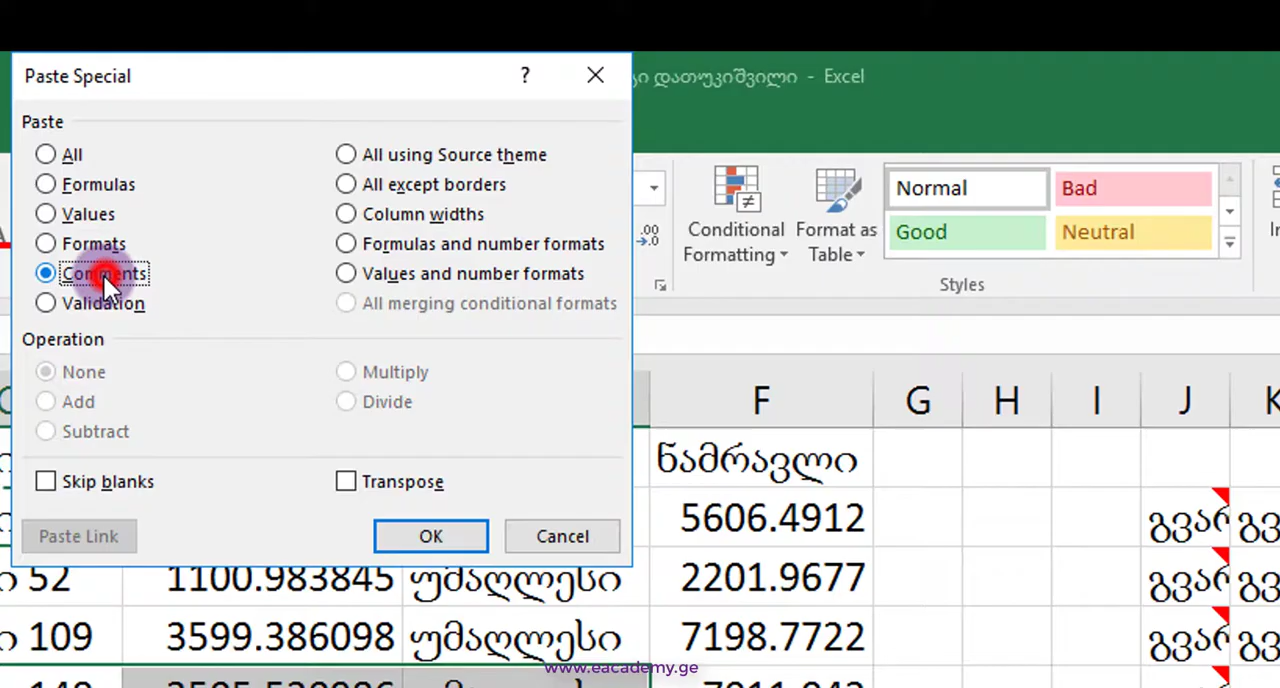 Paste Special ? დათუკიშვილი - Excel
Paste
All All using Source theme
Formulas All except borders
Values Column widths
Formats Formulas and number formats
Comments Values and number formats
Validation All merging conditional formats
Operation
None Multiply
Add Divide
Subtract
Skip blanks Transpose
Paste Link OK Cancel
.00
→.0
Conditional
Formatting
Format as
Table
Normal Bad
Good Neutral
Styles
F G H I J K
ნამრავლი
5606.4912
52 1100.983845 უმაღლესი 2201.9677
109 3599.386098 უმაღლესი 7198.7722
www.eacademy.ge